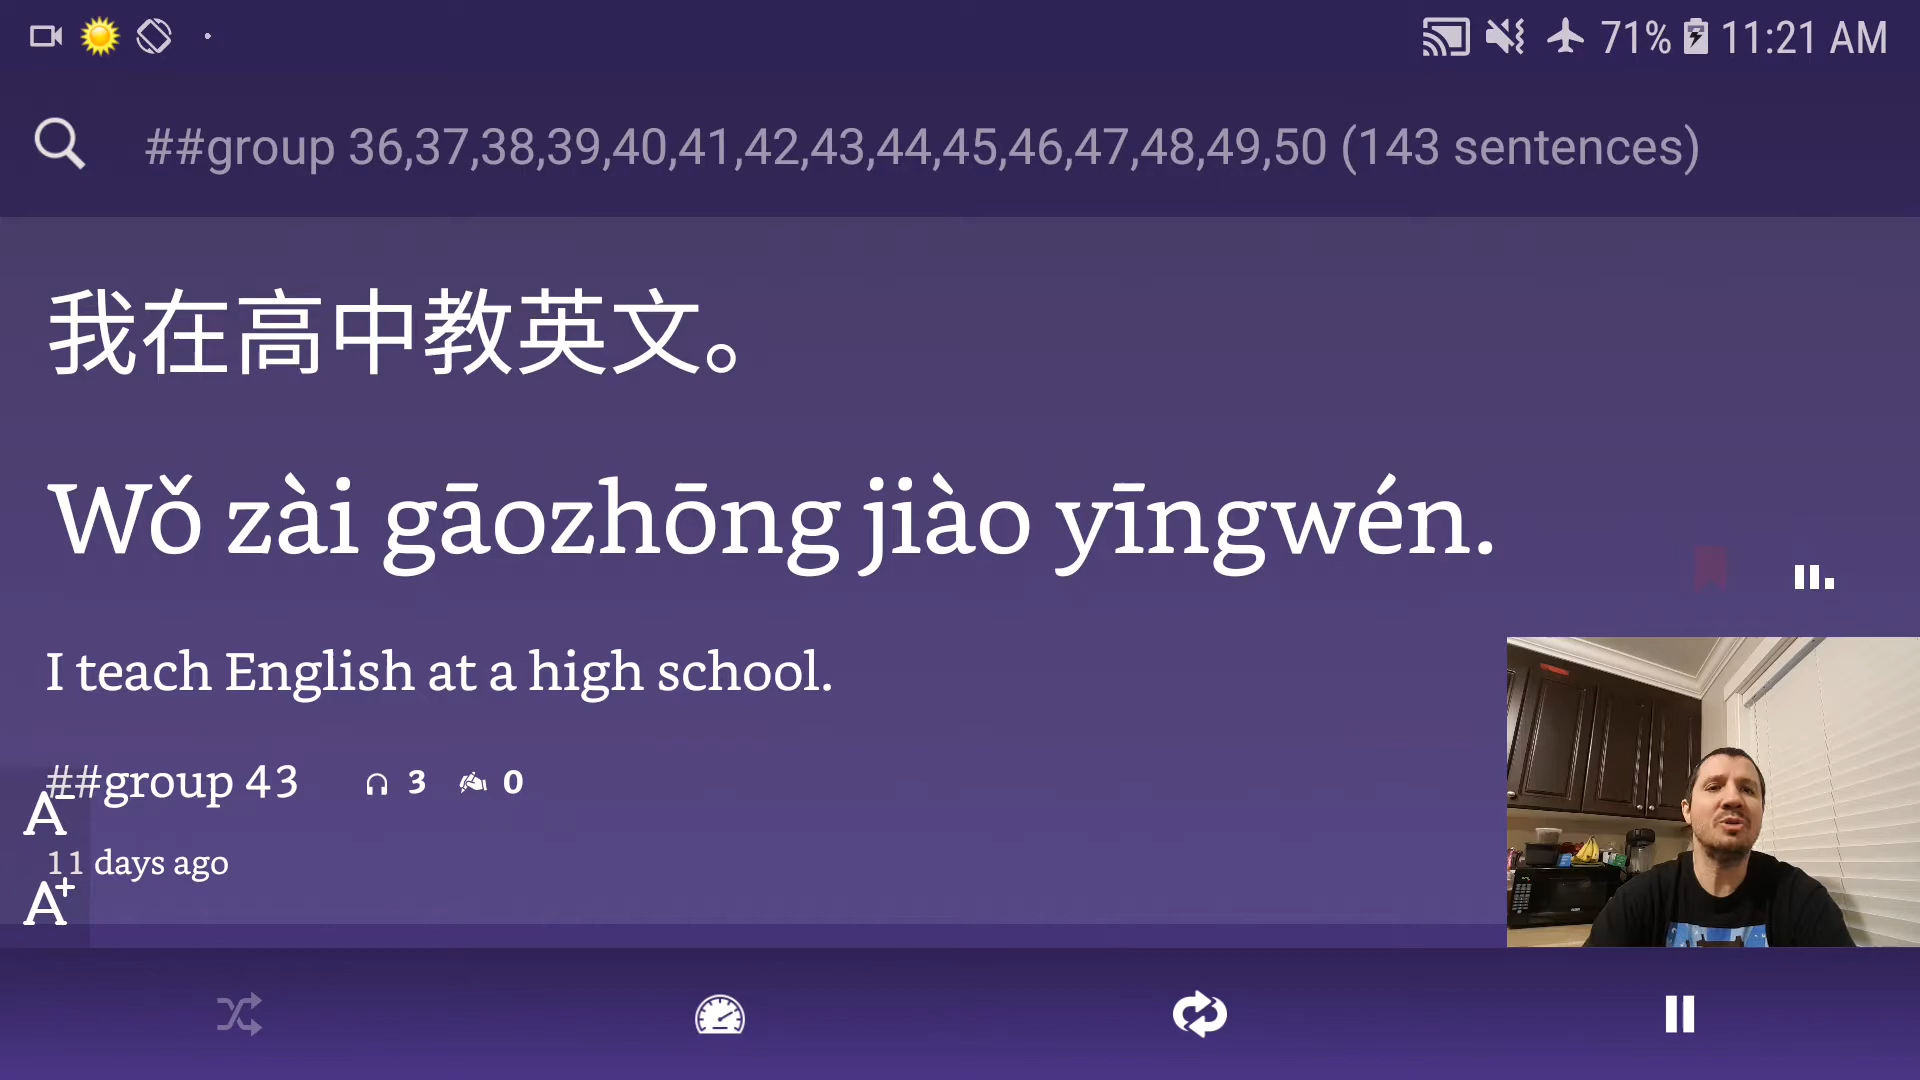 71% 11:21 AM
##group 36,37,38,39,40,41,42,43,44,45,46,47,48,49,50 (143 sentences)
我在高中教英文。
Wǒ zài gāozhōng jiào yīngwén.
I teach English at a high school.
##group 43 3 0
A-
11 days ago
A+